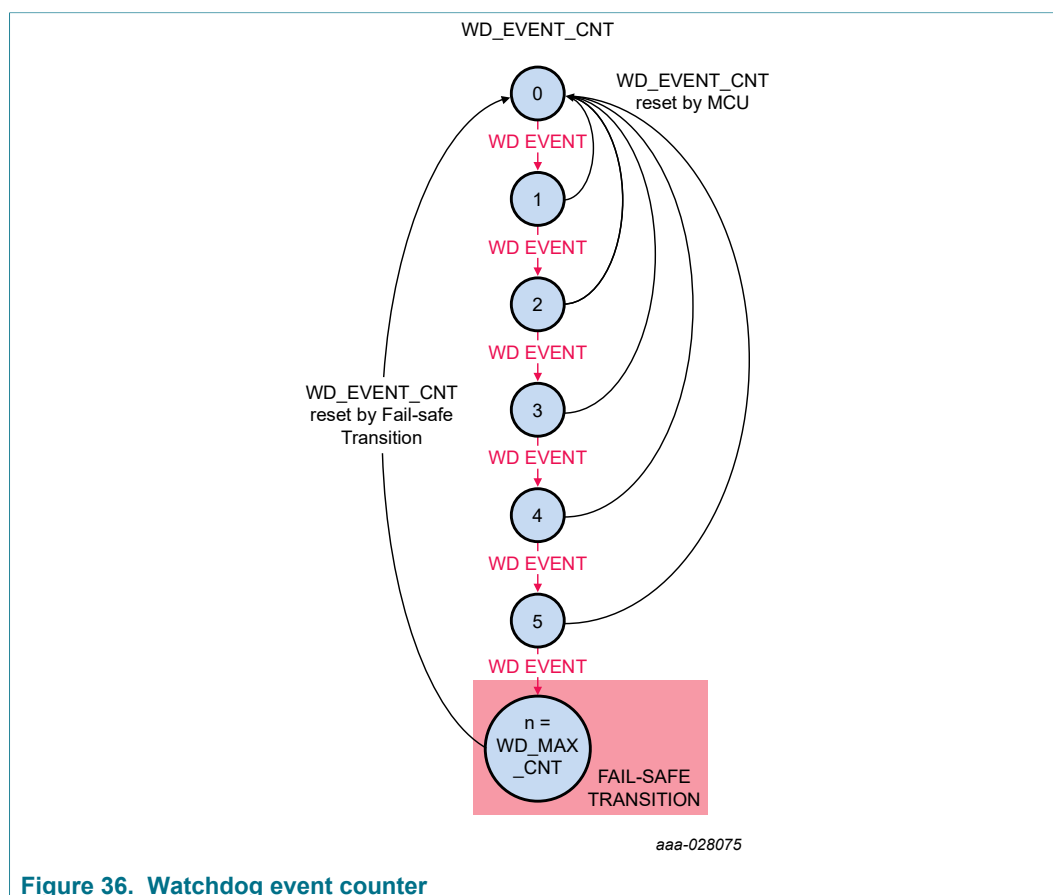 WD_EVENT_CNT
WD_EVENT_CNT
reset by MCU
0
WD EVENT
1
WD EVENT
2
WD EVENT
3
WD_EVENT_CNT
reset by Fail-safe
Transition
WD EVENT
4
WD EVENT
5
WD EVENT
n =
WD_MAX
_CNT
FAIL-SAFE
TRANSITION
aaa-028075
Figure 36. Watchdog event counter